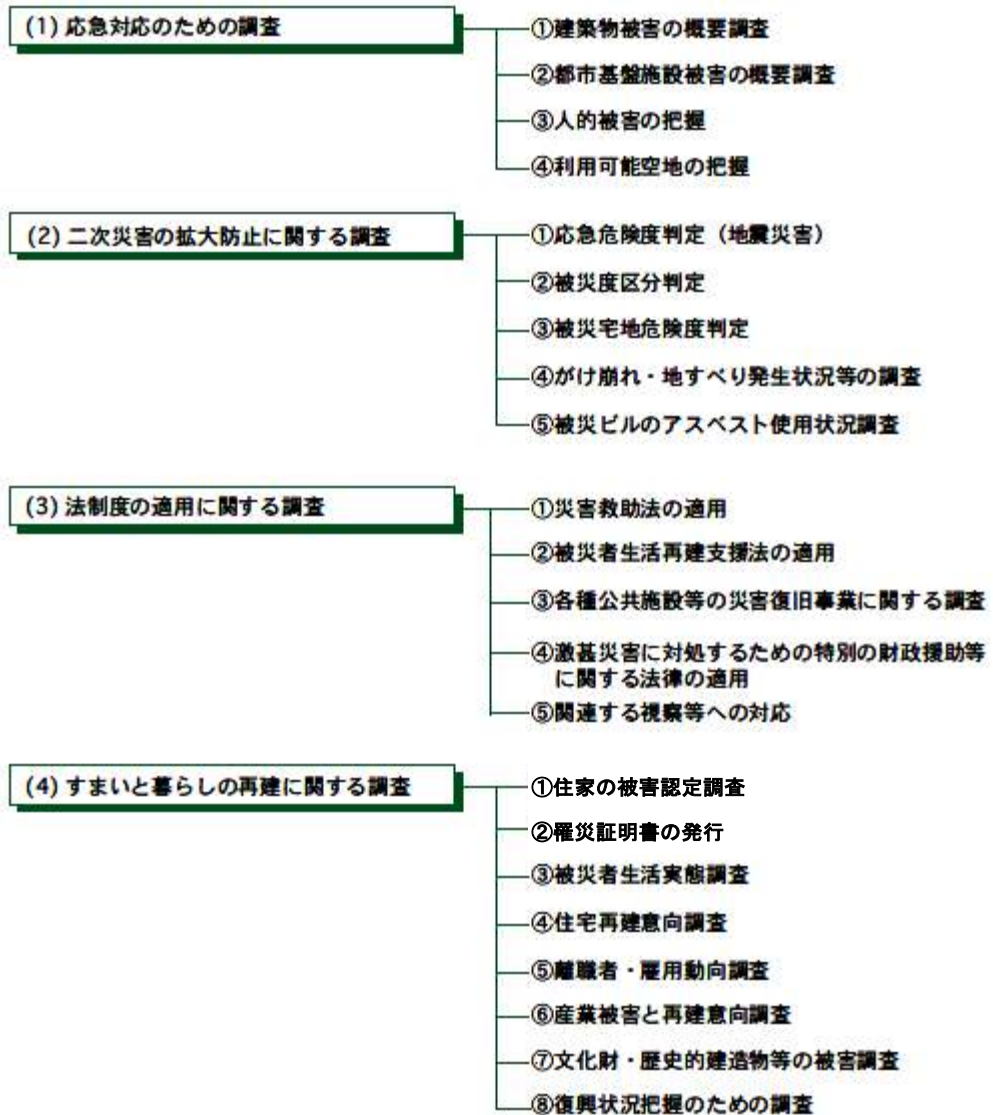 (1) 応急対応のための調査
①建築物被害の概要調査
②都市基盤施設被害の概要調査
③人的被害の把握
④利用可能空地の把握
(2) 二次災害の拡大防止に関する調査
①応急危険度判定（地震災害）
②被災度区分判定
③被災宅地危険度判定
④がけ崩れ・地すべり発生状況等の調査
⑤被災ビルのアスベスト使用状況調査
(3) 法制度の適用に関する調査
①災害救助法の適用
②被災者生活再建支援法の適用
③各種公共施設等の災害復旧事業に関する調査
④激甚災害に対処するための特別の財政援助等
に関する法律の適用
⑤関連する視察等への対応
(4) すまいと暮らしの再建に関する調査
①住家の被害認定調査
②罹災証明書の発行
③被災者生活実態調査
④住宅再建意向調査
⑤離職者・雇用動向調査
⑥産業被害と再建意向調査
⑦文化財・歴史的建造物等の被害調査
⑧復興状況把握のための調査